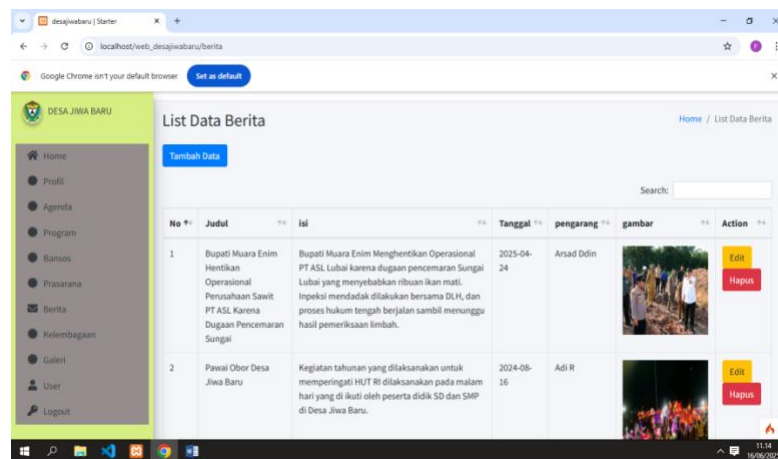 desajiwabaru | Starter
localhost/web_desajiwabaru/berita
Google Chrome isn't your default browser
Set as default
DESA JIWA BARU
Home
Profil
Agenda
Program
Bansos
Prasarana
Berita
Kelembagaan
Galeri
User
Logout
List Data Berita
Home / List Data Berita
Tambah Data
Search:
No Judul isi Tanggal pengarang gambar Action
1
Bupati Muara Enim
Hentikan
Operasional
Perusahaan Sawit
PT ASL Karena
Dugaan Pencemaran
Sungai
Bupati Muara Enim Menghentikan Operasional
PT ASL Lubai karena dugaan pencemaran Sungai
Lubai yang menyebabkan ribuan ikan mati.
Inpeksi mendadak dilakukan bersama DLH, dan
proses hukum tengah berjalan sambil menunggu
hasil pemeriksaan limbah.
2025-04-
24
Arsad Ddin
Edit
Hapus
2
Pawai Obor Desa
Jiwa Baru
Kegiatan tahunan yang dilaksanakan untuk
memperingati HUT RI dilaksanakan pada malam
hari yang di ikuti oleh peserta didik SD dan SMP
di Desa Jiwa Baru.
2024-08-
16
Adi R
Edit
Hapus
11.14